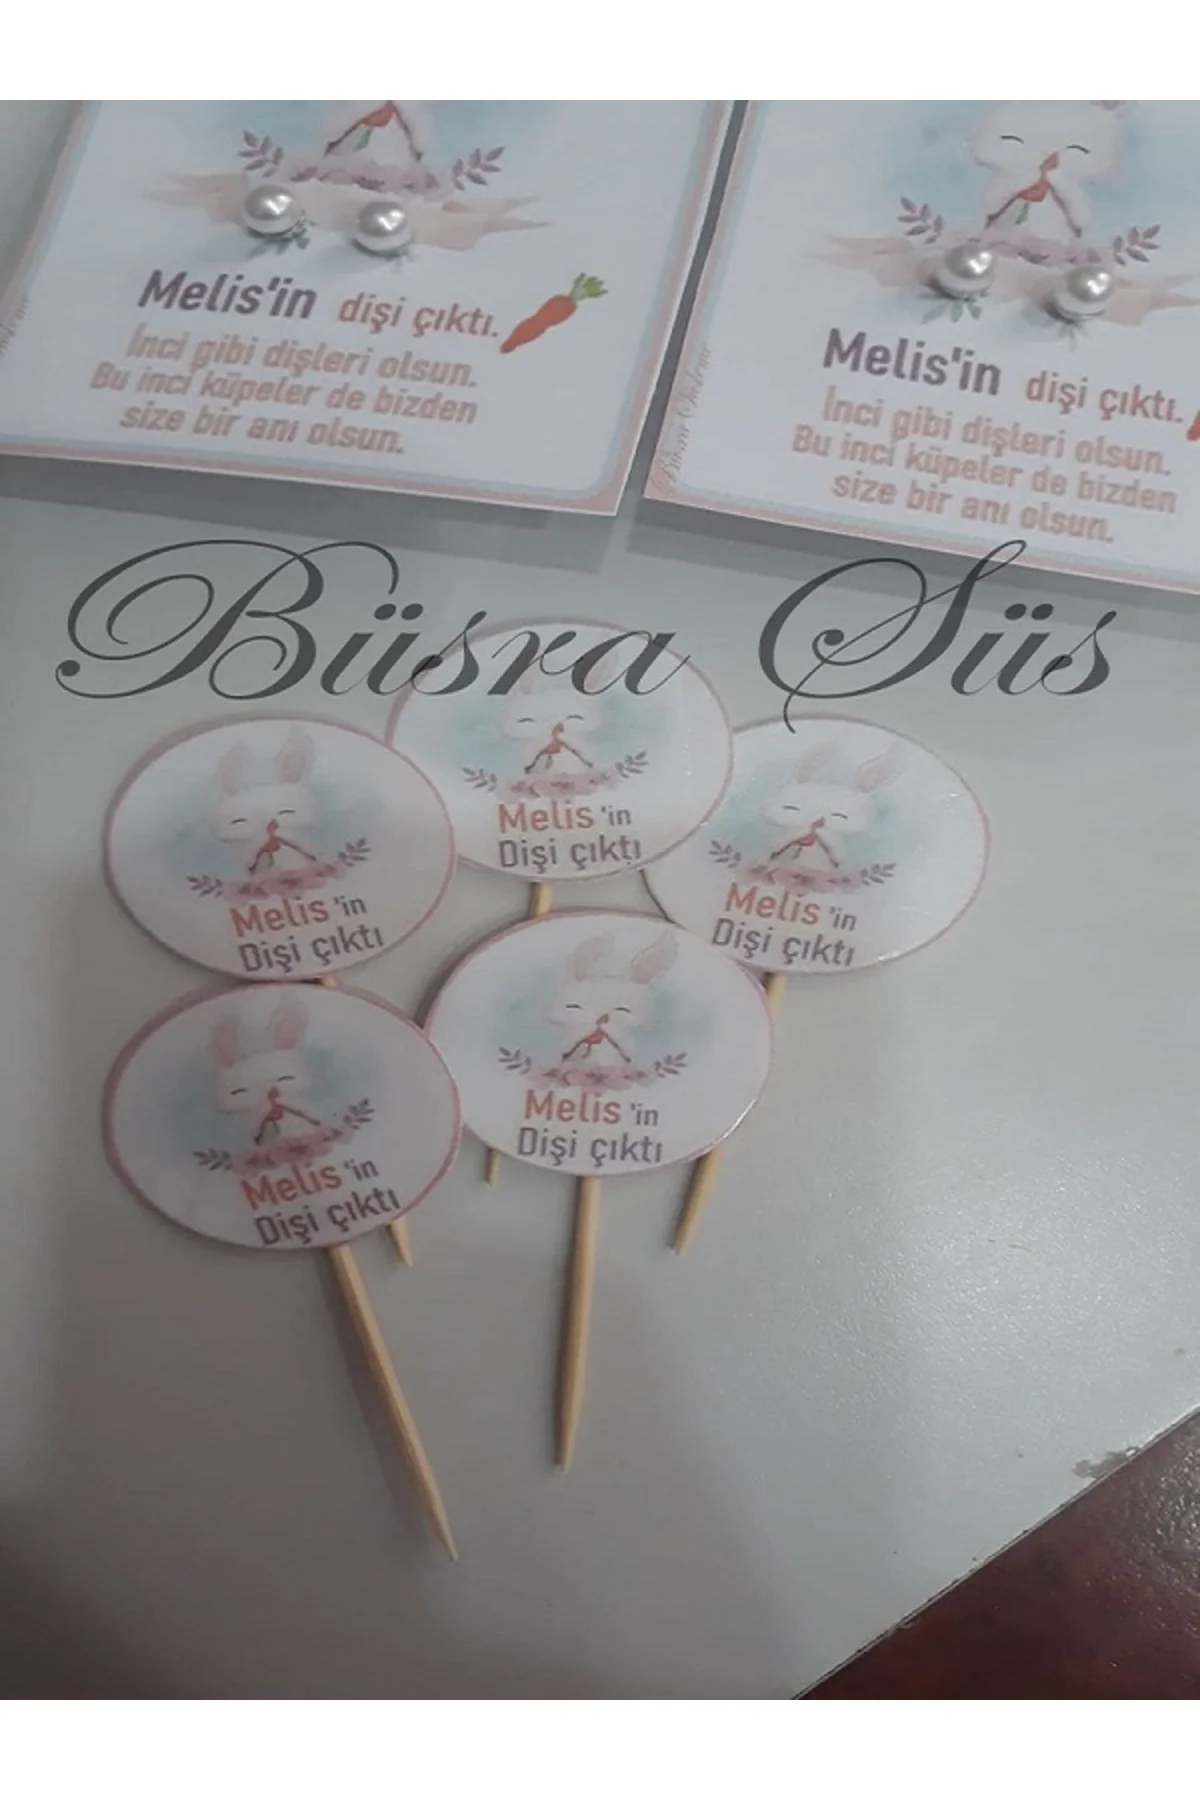 Melis'in dişi çıktı.
İnci gibi dişleri olsun.
Bu inci küpeler de bizden
size bir anı olsun.
Melis'in dişi çıktı.
İnci gibi dişleri olsun.
Bu inci küpeler de bizden
size bir anı olsun.
Büsra Süs
Melis 'in
Dişi çıktı
Melis 'in
Dişi çıktı
Melis 'in
Dişi çıktı
Melis 'in
Dişi çıktı
Melis 'in
Dişi çıktı